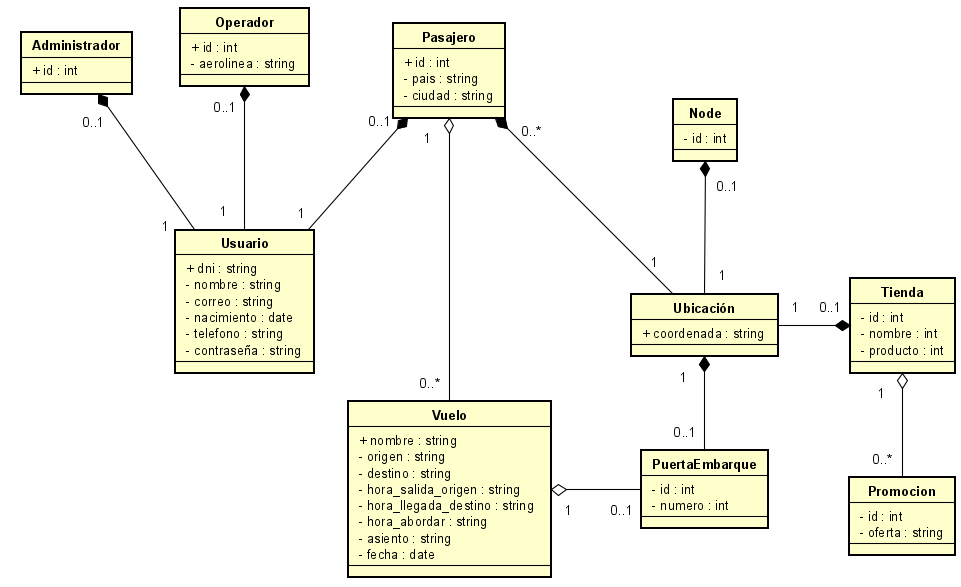 Administrador
+ id : int
Operador
+ id : int
- aerolinea : string
Pasajero
+ id : int
- pais : string
- ciudad : string
Node
- id : int
0..1
0..1
0..1
1
0..*
0..1
1
1
1
1
1
Usuario
+ dni : string
- nombre : string
- correo : string
- nacimiento : date
- telefono : string
- contraseña : string
Ubicación
+ coordenada : string
1
0..1
Tienda
- id : int
- nombre : int
- producto : int
1
0..1
1
0..*
0..*
Vuelo
+ nombre : string
- origen : string
- destino : string
- hora_salida_origen : string
- hora_llegada_destino : string
- hora_abordar : string
- asiento : string
- fecha : date
1
0..1
PuertaEmbarque
- id : int
- numero : int
Promocion
- id : int
- oferta : string